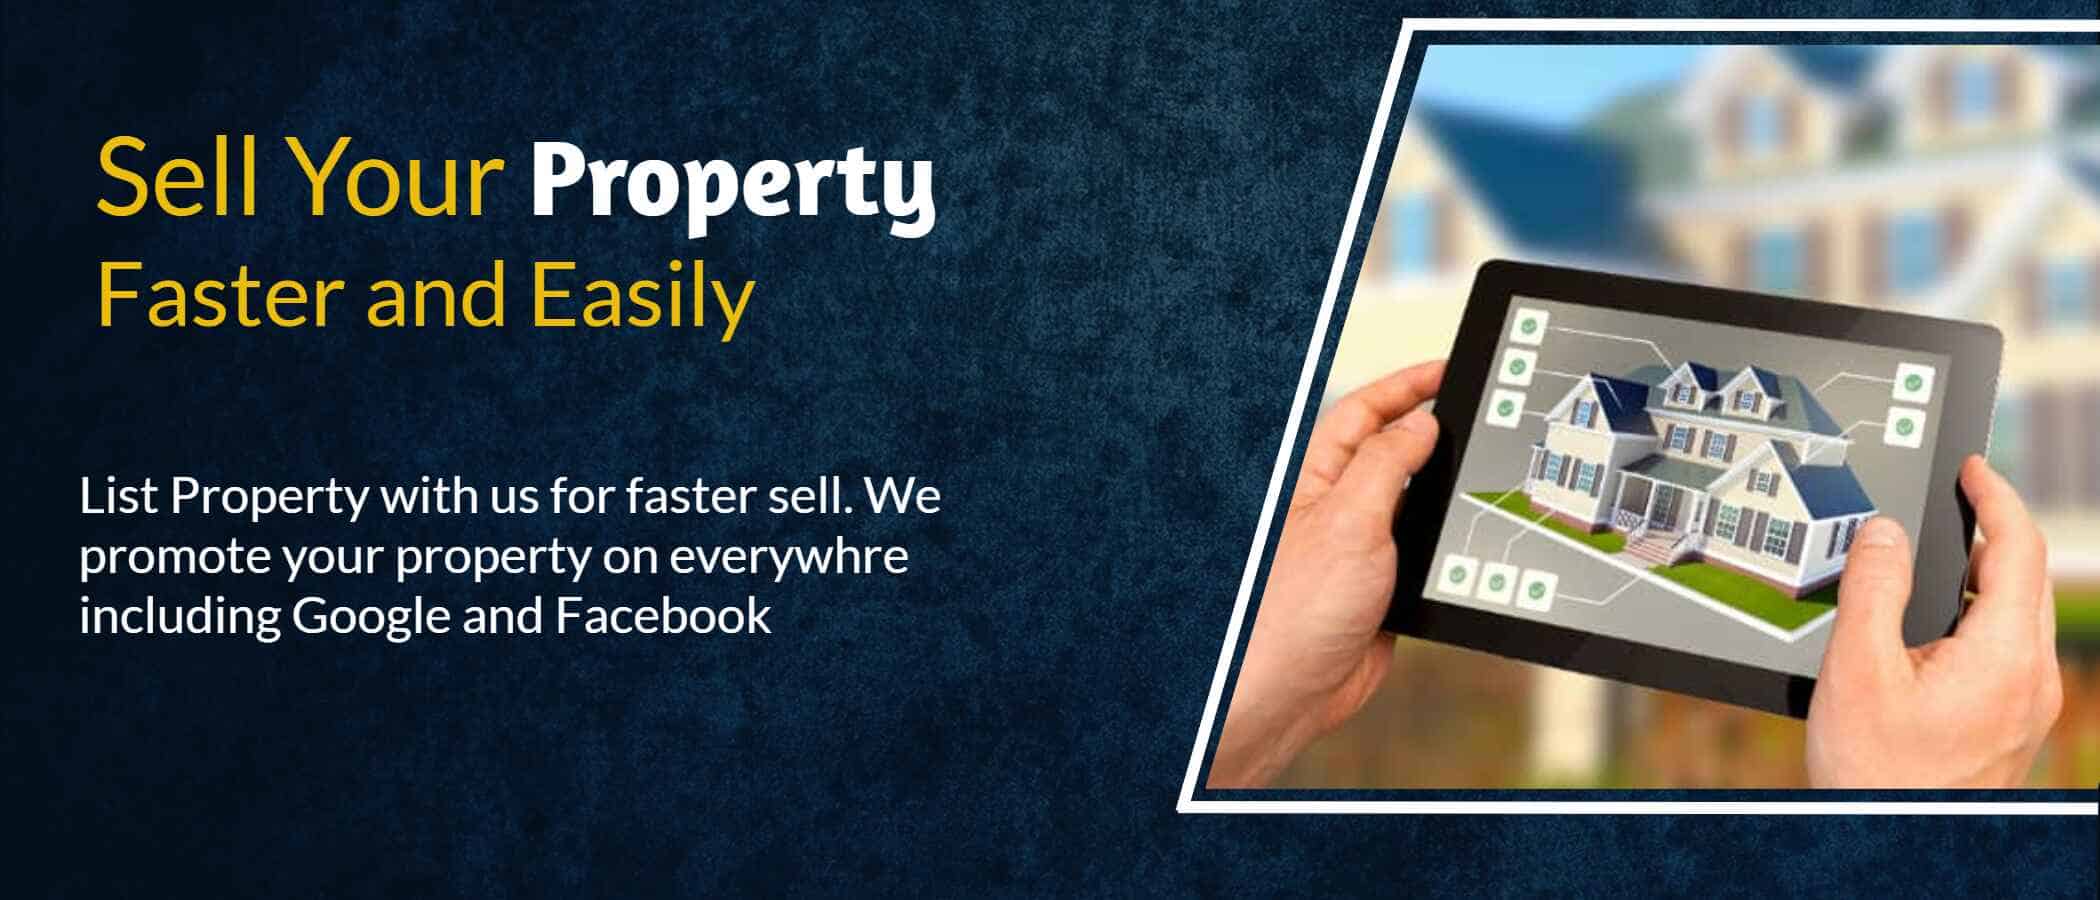 Sell Your Property
Faster and Easily
List Property with us for faster sell. We
promote your property on everywhre
including Google and Facebook